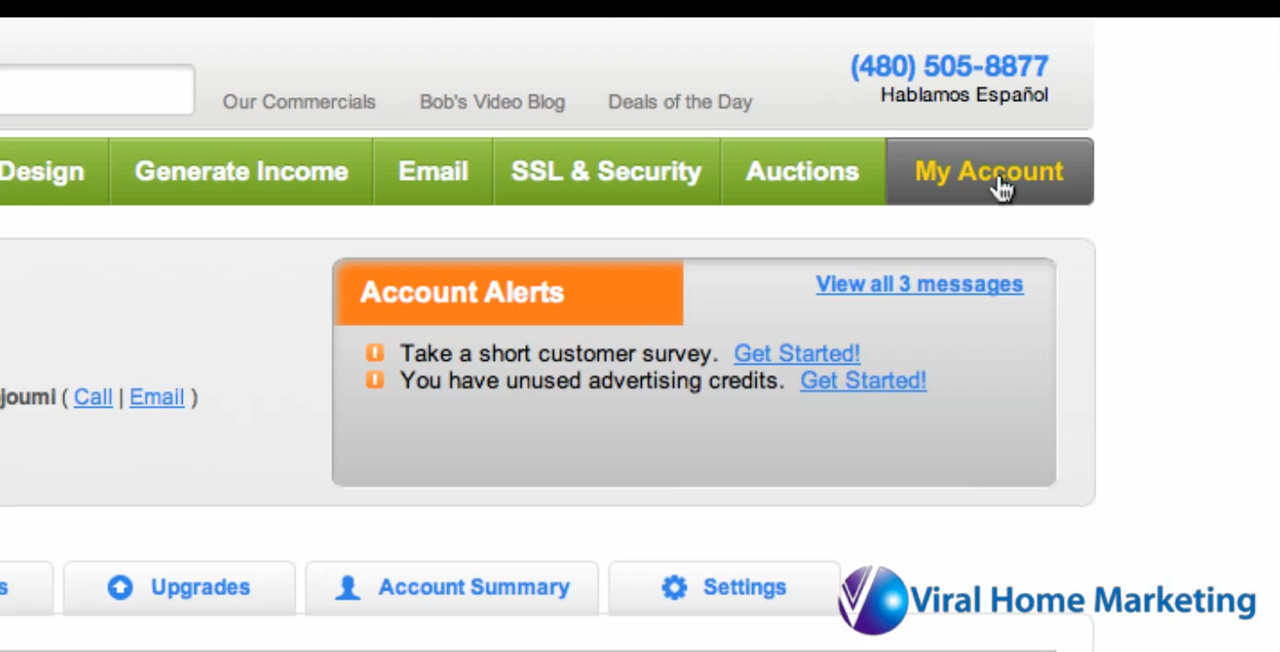 (480) 505-8877
Our Commercials Bob's Video Blog Deals of the Day Hablamos Español
Design Generate Income Email SSL & Security Auctions My Account
Account Alerts View all 3 messages
Take a short customer survey. Get Started!
You have unused advertising credits. Get Started!
joumi ( Call | Email )
s Upgrades Account Summary Settings
Viral Home Marketing